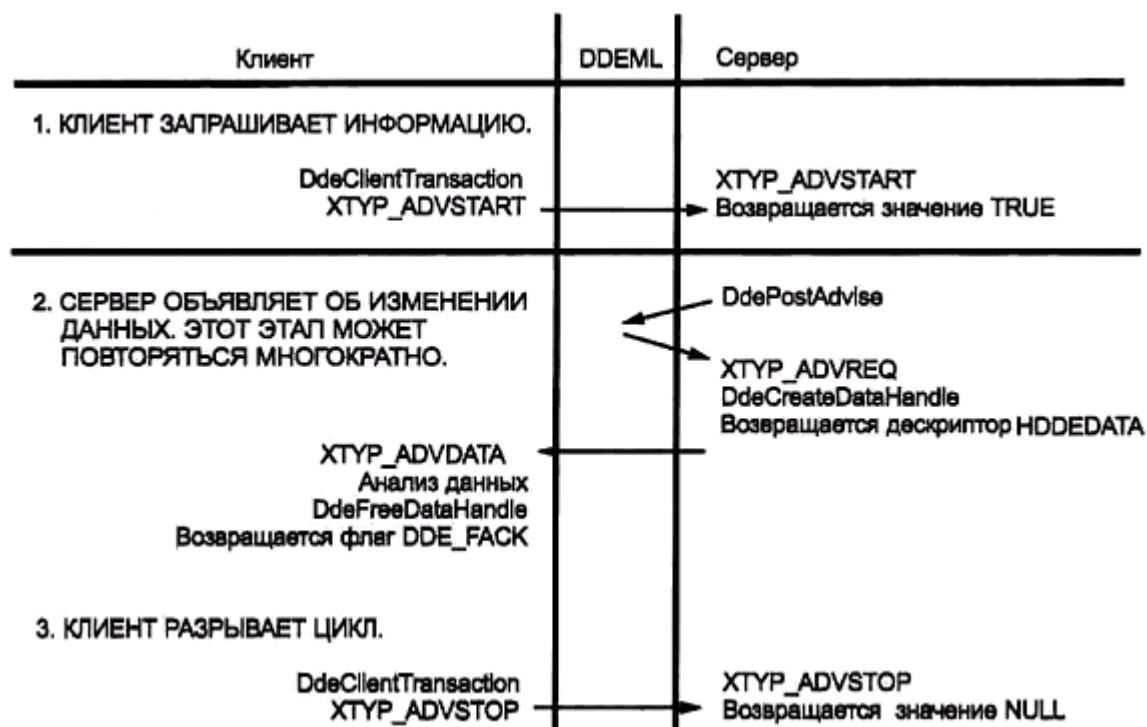 Клиент
DDEML
Сервер
1. КЛИЕНТ ЗАПРАШИВАЕТ ИНФОРМАЦИЮ.
DdeClientTransaction
XTYP_ADVSTART
XTYP_ADVSTART
Возвращается значение TRUE
2. СЕРВЕР ОБЪЯВЛЯЕТ ОБ ИЗМЕНЕНИИ
ДАННЫХ. ЭТОТ ЭТАП МОЖЕТ
ПОВТОРЯТЬСЯ МНОГОКРАТНО.
DdePostAdvise
XTYP_ADVREQ
DdeCreateDataHandle
Возвращается дескриптор HDDEDATA
XTYP_ADVDATA
Анализ данных
DdeFreeDataHandle
Возвращается флаг DDE_FACK
3. КЛИЕНТ РАЗРЫВАЕТ ЦИКЛ.
DdeClientTransaction
XTYP_ADVSTOP
XTYP_ADVSTOP
Возвращается значение NULL